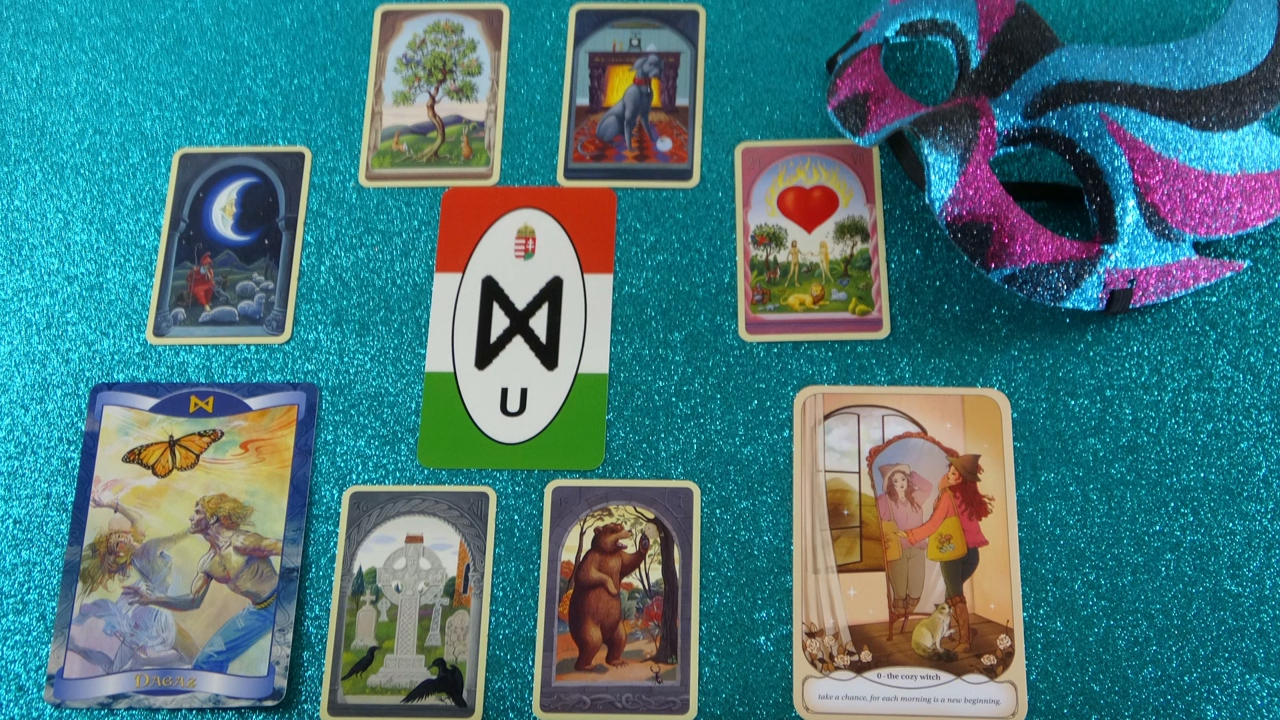 U
DAGAZ
0 - the cozy witch
take a chance, for each morning is a new beginning.